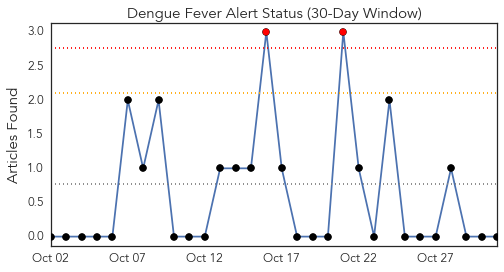 Dengue Fever Alert Status (30-Day Window)
Articles Found
3.0
2.5
2.0
1.5
1.0
0.5
0.0
Oct 02 Oct 07 Oct 12 Oct 17 Oct 22 Oct 27